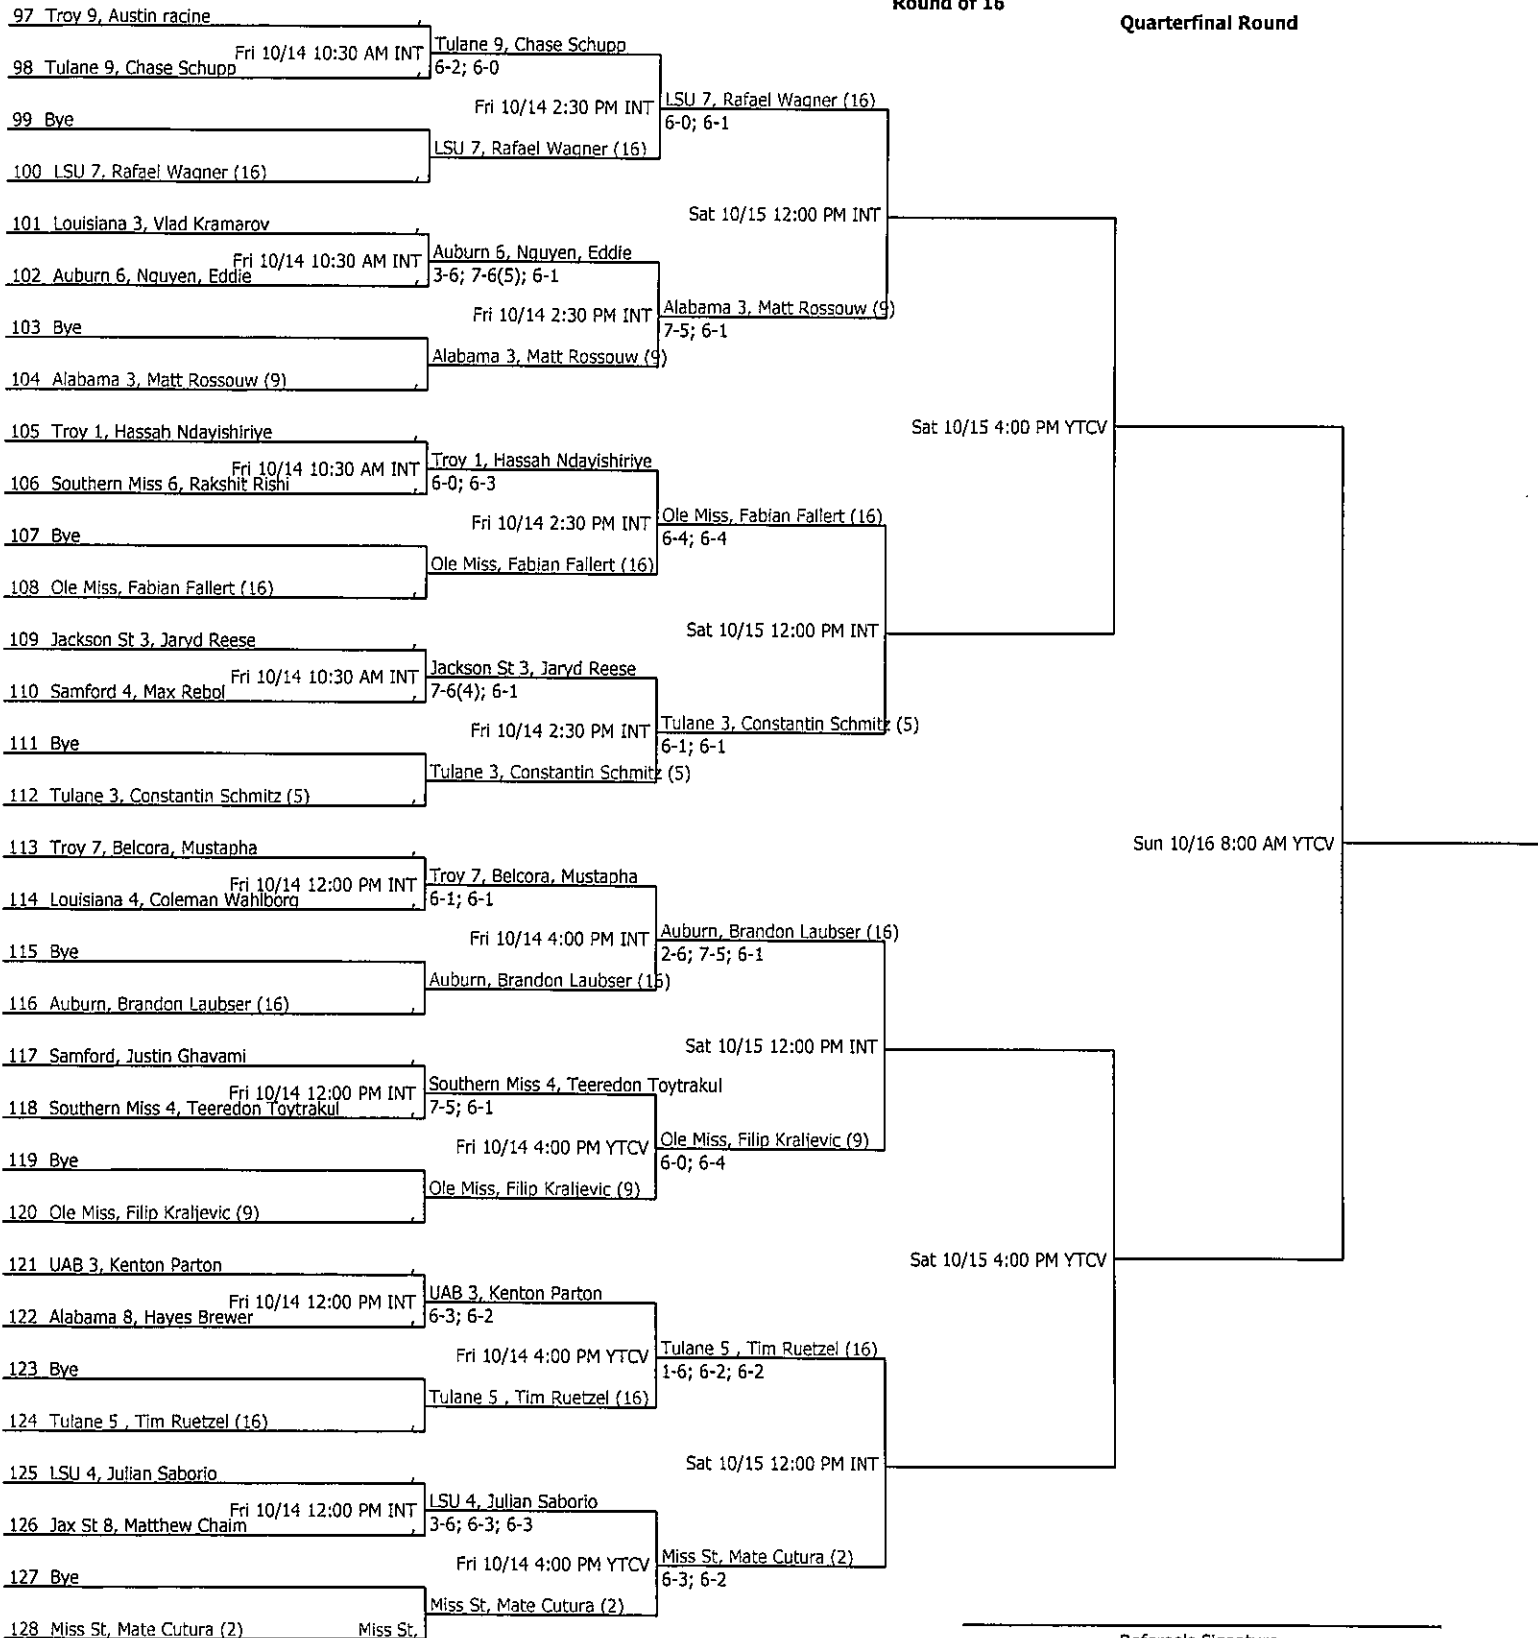 Round of 16
Quarterfinal Round
97 Troy 9, Austin racine
Fri 10/14 10:30 AM INT
98 Tulane 9, Chase Schupp
Tulane 9, Chase Schupp
6-2; 6-0
99 Bye
Fri 10/14 2:30 PM INT
LSU 7, Rafael Wagner (16)
100 LSU 7, Rafael Wagner (16)
LSU 7, Rafael Wagner (16)
6-0; 6-1
Sat 10/15 12:00 PM INT
101 Louisiana 3, Vlad Kramarov
Fri 10/14 10:30 AM INT
102 Auburn 6, Nguyen, Eddie
Auburn 6, Nguyen, Eddie
3-6; 7-6(5); 6-1
103 Bye
Fri 10/14 2:30 PM INT
Alabama 3, Matt Rossouw (9)
104 Alabama 3, Matt Rossouw (9)
Alabama 3, Matt Rossouw (9)
7-5; 6-1
Sat 10/15 4:00 PM YTCV
105 Troy 1, Hassah Ndayishiriye
Fri 10/14 10:30 AM INT
106 Southern Miss 6, Rakshit Rishi
Troy 1, Hassah Ndayishiriye
6-0; 6-3
107 Bye
Fri 10/14 2:30 PM INT
Ole Miss, Fabian Fallert (16)
108 Ole Miss, Fabian Fallert (16)
Ole Miss, Fabian Fallert (16)
6-4; 6-4
Sat 10/15 12:00 PM INT
109 Jackson St 3, Jaryd Reese
Fri 10/14 10:30 AM INT
110 Samford 4, Max Rebol
Jackson St 3, Jaryd Reese
7-6(4); 6-1
111 Bye
Fri 10/14 2:30 PM INT
Tulane 3, Constantin Schmitz (5)
112 Tulane 3, Constantin Schmitz (5)
Tulane 3, Constantin Schmitz (5)
6-1; 6-1
Sun 10/16 8:00 AM YTCV
113 Troy 7, Belcora, Mustapha
Fri 10/14 12:00 PM INT
114 Louisiana 4, Coleman Wahlborg
Troy 7, Belcora, Mustapha
6-1; 6-1
115 Bye
Fri 10/14 4:00 PM INT
Auburn, Brandon Laubser (16)
116 Auburn, Brandon Laubser (16)
Auburn, Brandon Laubser (16)
2-6; 7-5; 6-1
Sat 10/15 12:00 PM INT
117 Samford, Justin Ghavami
Fri 10/14 12:00 PM INT
118 Southern Miss 4, Teeredon Toytrakul
Southern Miss 4, Teeredon Toytrakul
7-5; 6-1
119 Bye
Fri 10/14 4:00 PM YTCV
Ole Miss, Filip Kraljevic (9)
120 Ole Miss, Filip Kraljevic (9)
Ole Miss, Filip Kraljevic (9)
6-0; 6-4
Sat 10/15 4:00 PM YTCV
121 UAB 3, Kenton Parton
Fri 10/14 12:00 PM INT
122 Alabama 8, Hayes Brewer
UAB 3, Kenton Parton
6-3; 6-2
123 Bye
Fri 10/14 4:00 PM YTCV
Tulane 5 , Tim Ruetzel (16)
124 Tulane 5 , Tim Ruetzel (16)
Tulane 5 , Tim Ruetzel (16)
1-6; 6-2; 6-2
Sat 10/15 12:00 PM INT
125 LSU 4, Julian Saborio
Fri 10/14 12:00 PM INT
126 Jax St 8, Matthew Chaim
LSU 4, Julian Saborio
3-6; 6-3; 6-3
127 Bye
Fri 10/14 4:00 PM YTCV
Miss St, Mate Cutura (2)
128 Miss St, Mate Cutura (2) Miss St,
Miss St, Mate Cutura (2)
6-3; 6-2